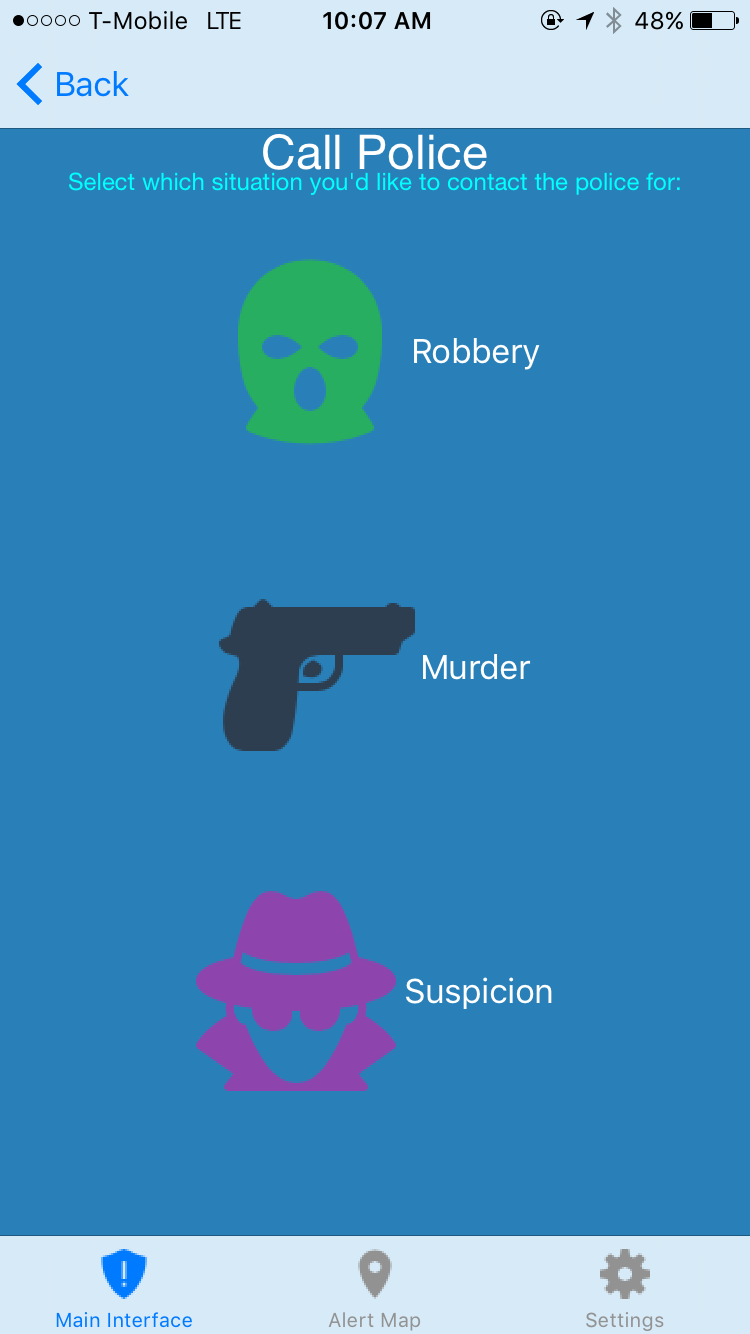 T-Mobile LTE 10:07 AM 48%
Back
Call Police
Select which situation you'd like to contact the police for:
Robbery
Murder
Suspicion
Main Interface Alert Map Settings